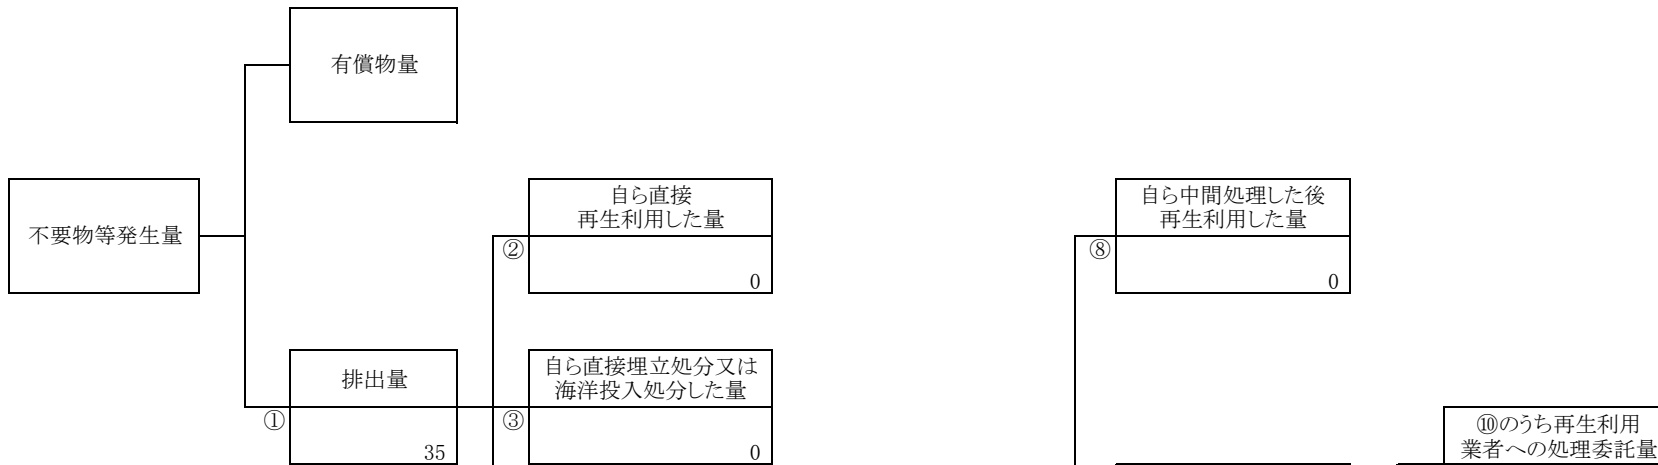 有償物量
不要物等発生量
自ら直接
再生利用した量
②
0
自ら中間処理した後
再生利用した量
⑧
0
排出量
①
35
自ら直接埋立処分又は
海洋投入処分した量
③
0
⑩のうち再生利用
業者への処理委託量